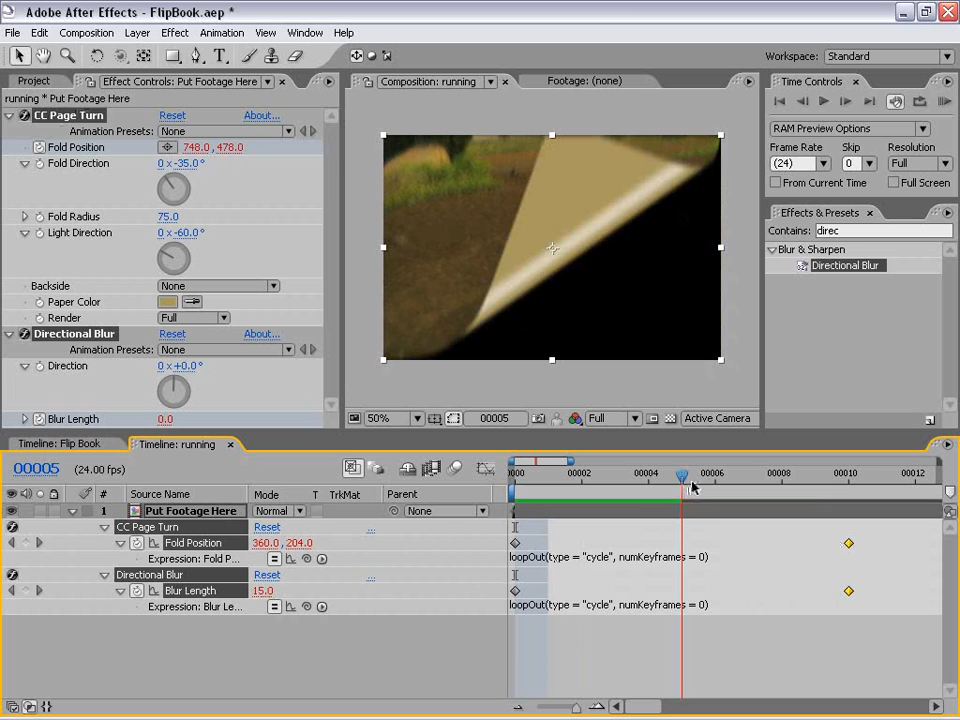 Adobe After Effects - FlipBook.aep *
File Edit Composition Layer Effect Animation View Window Help
T
Workspace: Standard
Project Effect Controls: Put Footage Here
Composition: running Footage: (none)
Time Controls
running * Put Footage Here
CC Page Turn Reset About...
Animation Presets: None
Fold Position 748.0, 478.0
Fold Direction 0 x-35.0°
Fold Radius 75.0
Light Direction 0 x-60.0°
Backside None
Paper Color
Render Full
Directional Blur Reset About...
Animation Presets: None
Direction 0 x+0.0°
Blur Length 0.0
RAM Preview Options
Frame Rate Skip Resolution
(24) 0 Full
From Current Time Full Screen
Effects & Presets
Contains: direc
Blur & Sharpen
Directional Blur
50% 00005 Full Active Camera
Timeline: Flip Book Timeline: running
00005 (24.00 fps)
0000 00002 00004 00006 00008 00010 00012
# Source Name Mode T TrkMat Parent
1 Put Footage Here Normal None
CC Page Turn Reset ...
Fold Position 360.0, 204.0
Expression: Fold P... loopOut(type = "cycle", numKeyframes = 0)
Directional Blur Reset ...
Blur Length 15.0
Expression: Blur Le... loopOut(type = "cycle", numKeyframes = 0)